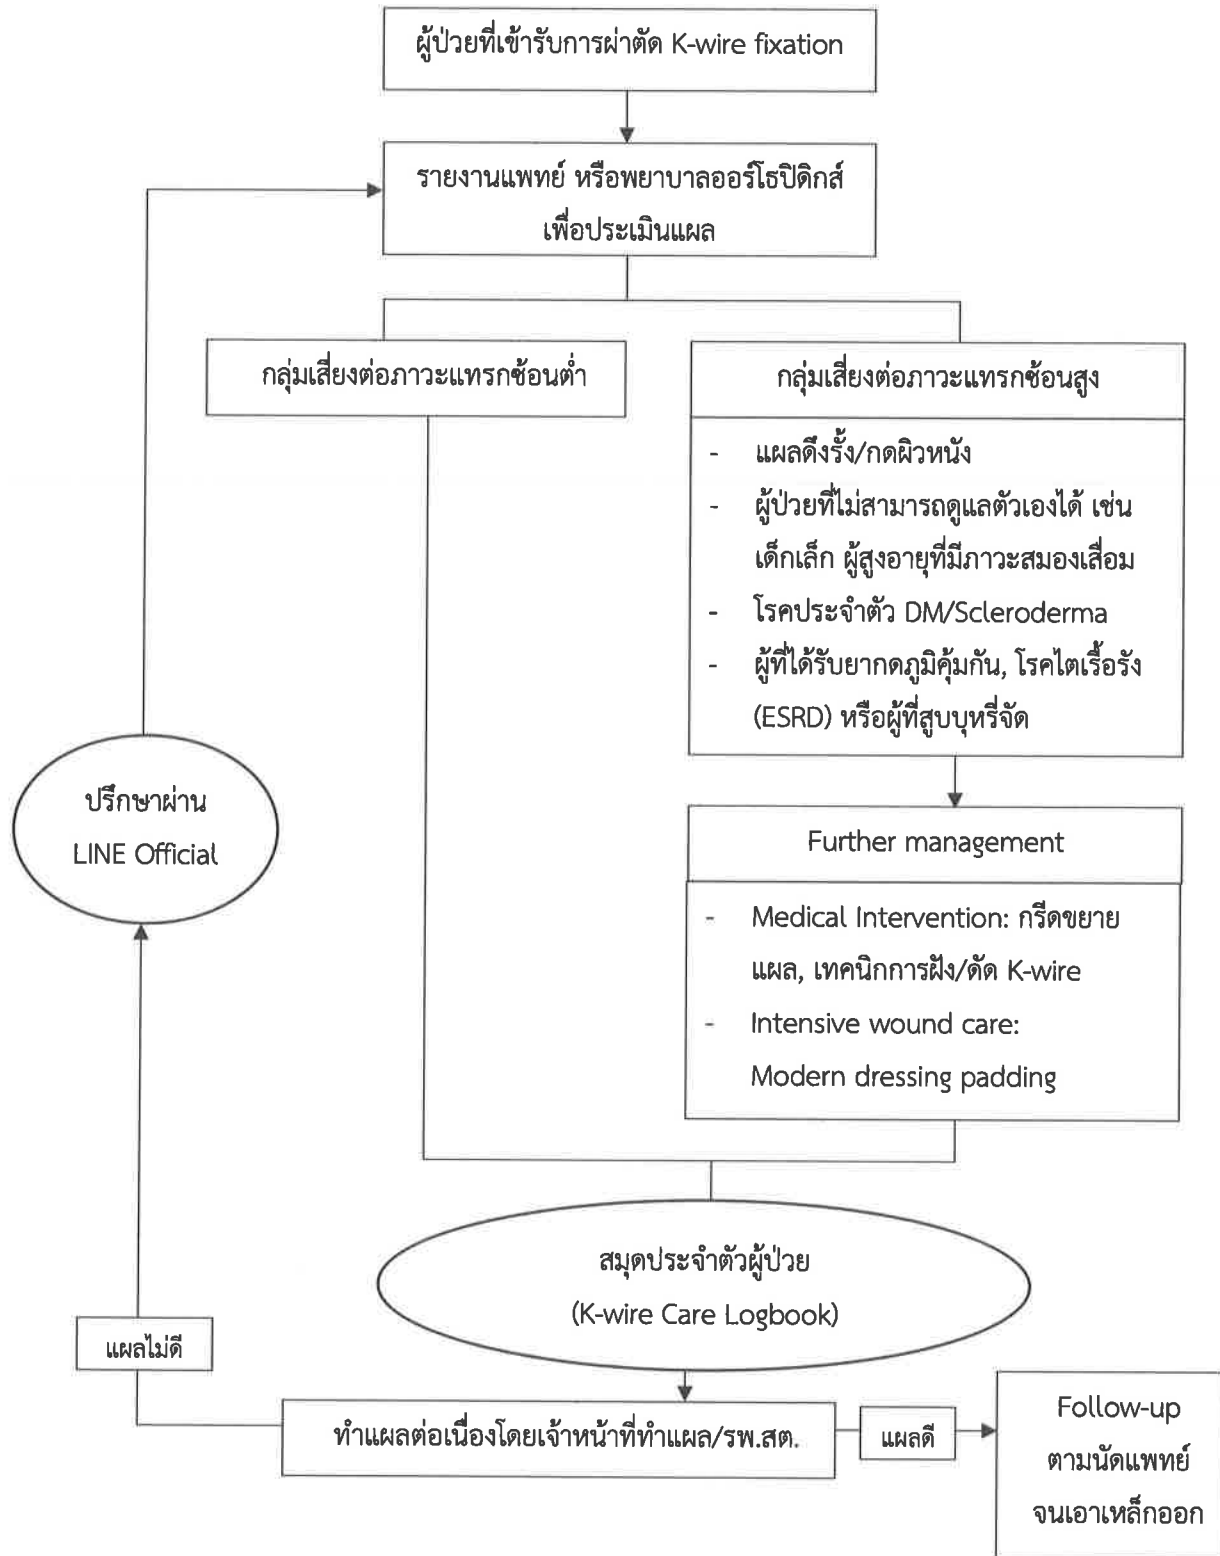 ผู้ป่วยที่เข้ารับการผ่าตัด K-wire fixation
รายงานแพทย์ หรือพยาบาลออร์โธปิดิกส์
เพื่อประเมินแผล
กลุ่มเสี่ยงต่อภาวะแทรกซ้อนต่ำ
กลุ่มเสี่ยงต่อภาวะแทรกซ้อนสูง
- แผลดึงรั้ง/กดผิวหนัง
- ผู้ป่วยที่ไม่สามารถดูแลตัวเองได้ เช่น
เด็กเล็ก ผู้สูงอายุที่มีภาวะสมองเสื่อม
- โรคประจำตัว DM/Scleroderma
- ผู้ที่ได้รับยากดภูมิคุ้มกัน, โรคไตเรื้อรัง
(ESRD) หรือผู้ที่สูบบุหรี่จัด
ปรึกษาผ่าน
LINE Official
Further management
- Medical Intervention: กรีดขยาย
แผล, เทคนิกการฝัง/ดัด K-wire
- Intensive wound care:
Modern dressing padding
สมุดประจำตัวผู้ป่วย
(K-wire Care Logbook)
แผลไม่ดี
ทำแผลต่อเนื่องโดยเจ้าหน้าที่ทำแผล/รพ.สต.
แผลดี
Follow-up
ตามนัดแพทย์
จนเอาเหล็กออก